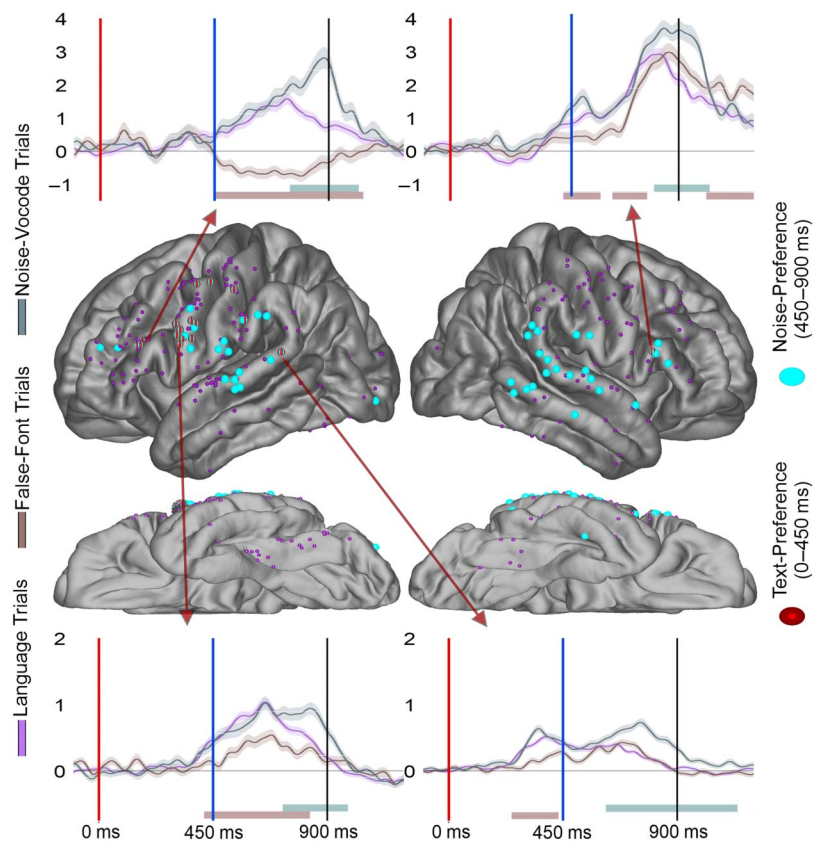 4
3
2
1
0
−1
4
3
2
1
0
−1
Noise-Vocode Trials
False-Font Trials
Language Trials
Noise-Preference
(450–900 ms)
Text-Preference
(0–450 ms)
2
1
0
2
1
0
0 ms 450 ms 900 ms
0 ms 450 ms 900 ms